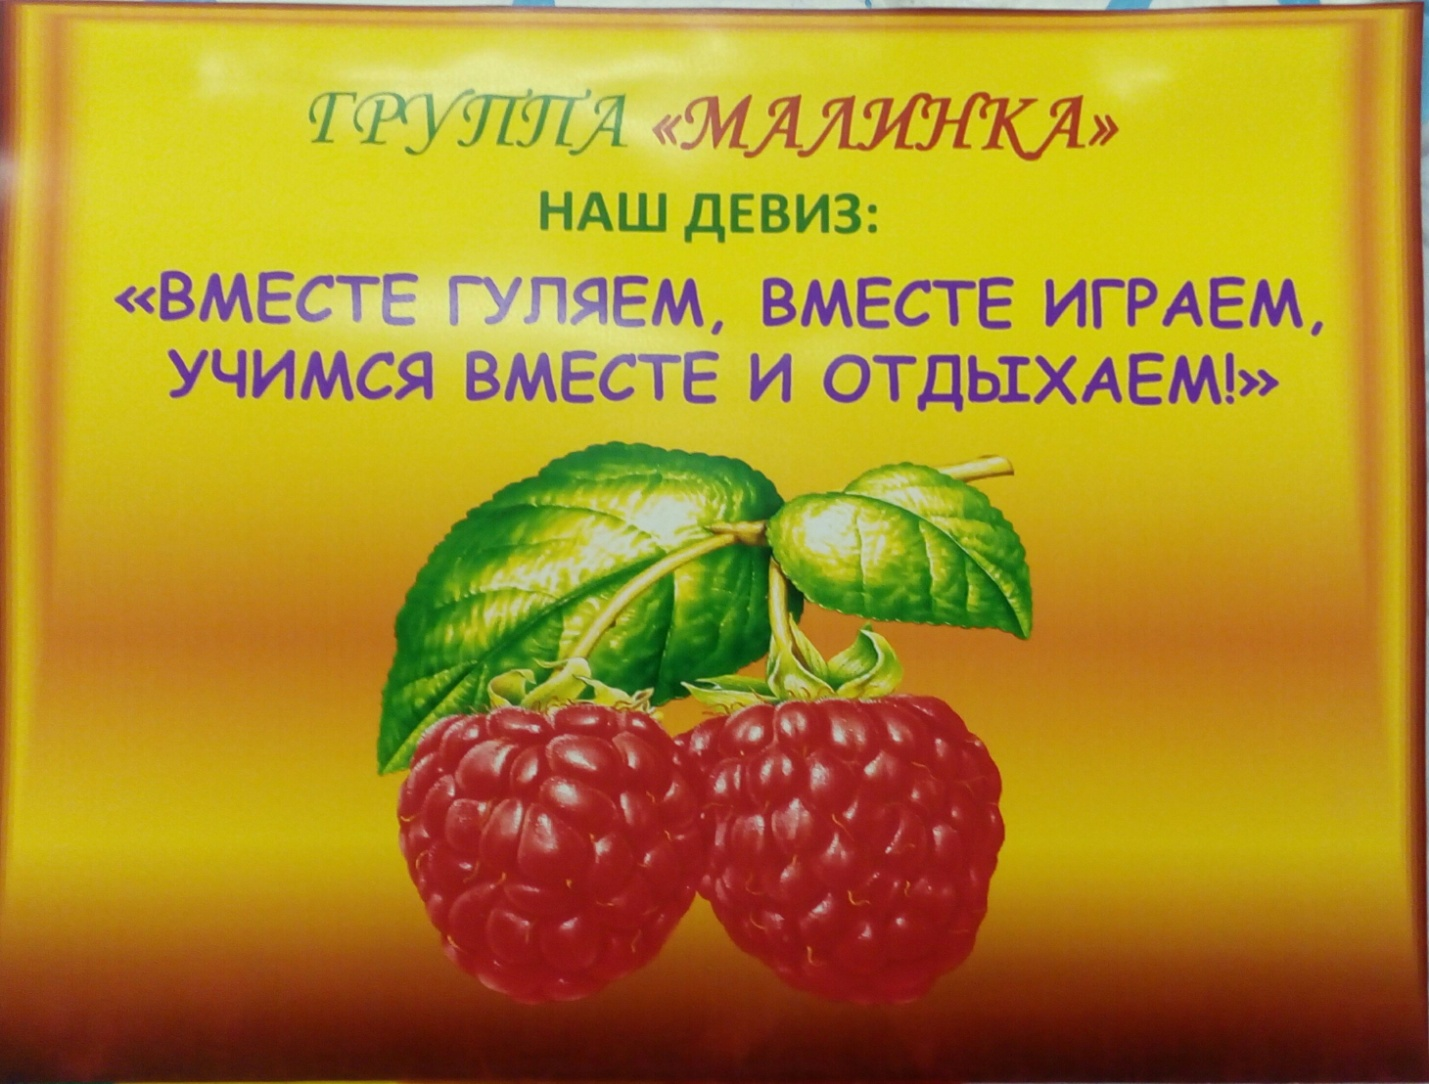 ГРУППА «МАЛИНКА»
НАШ ДЕВИЗ:
«ВМЕСТЕ ГУЛЯЕМ, ВМЕСТЕ ИГРАЕМ,
УЧИМСЯ ВМЕСТЕ И ОТДЫХАЕМ!»